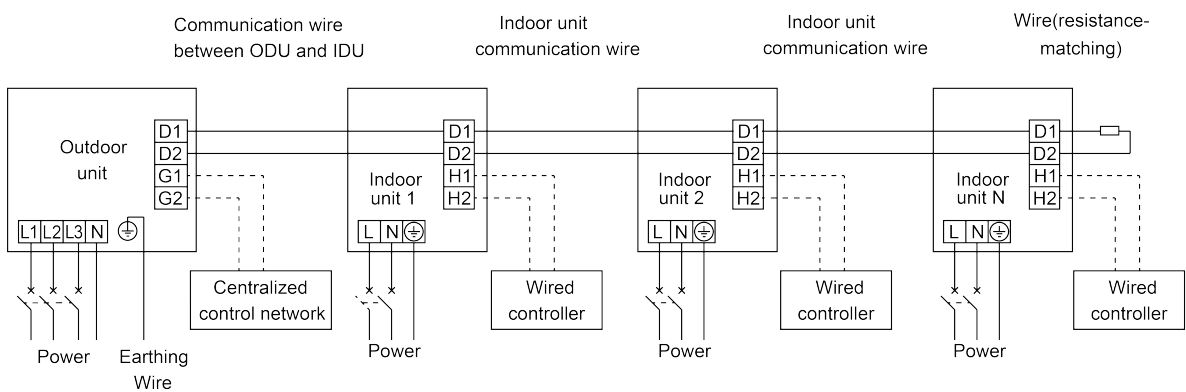 Communication wire
between ODU and IDU
Indoor unit
communication wire
Indoor unit
communication wire
Wire(resistance-
matching)
Outdoor
unit
D1
D2
G1
G2
L1 L2 L3 N
Power
Earthing
Wire
Centralized
control network
Indoor
unit 1
D1
D2
H1
H2
L N
Power
Wired
controller
Indoor
unit 2
D1
D2
H1
H2
L N
Power
Wired
controller
Indoor
unit N
D1
D2
H1
H2
L N
Power
Wired
controller